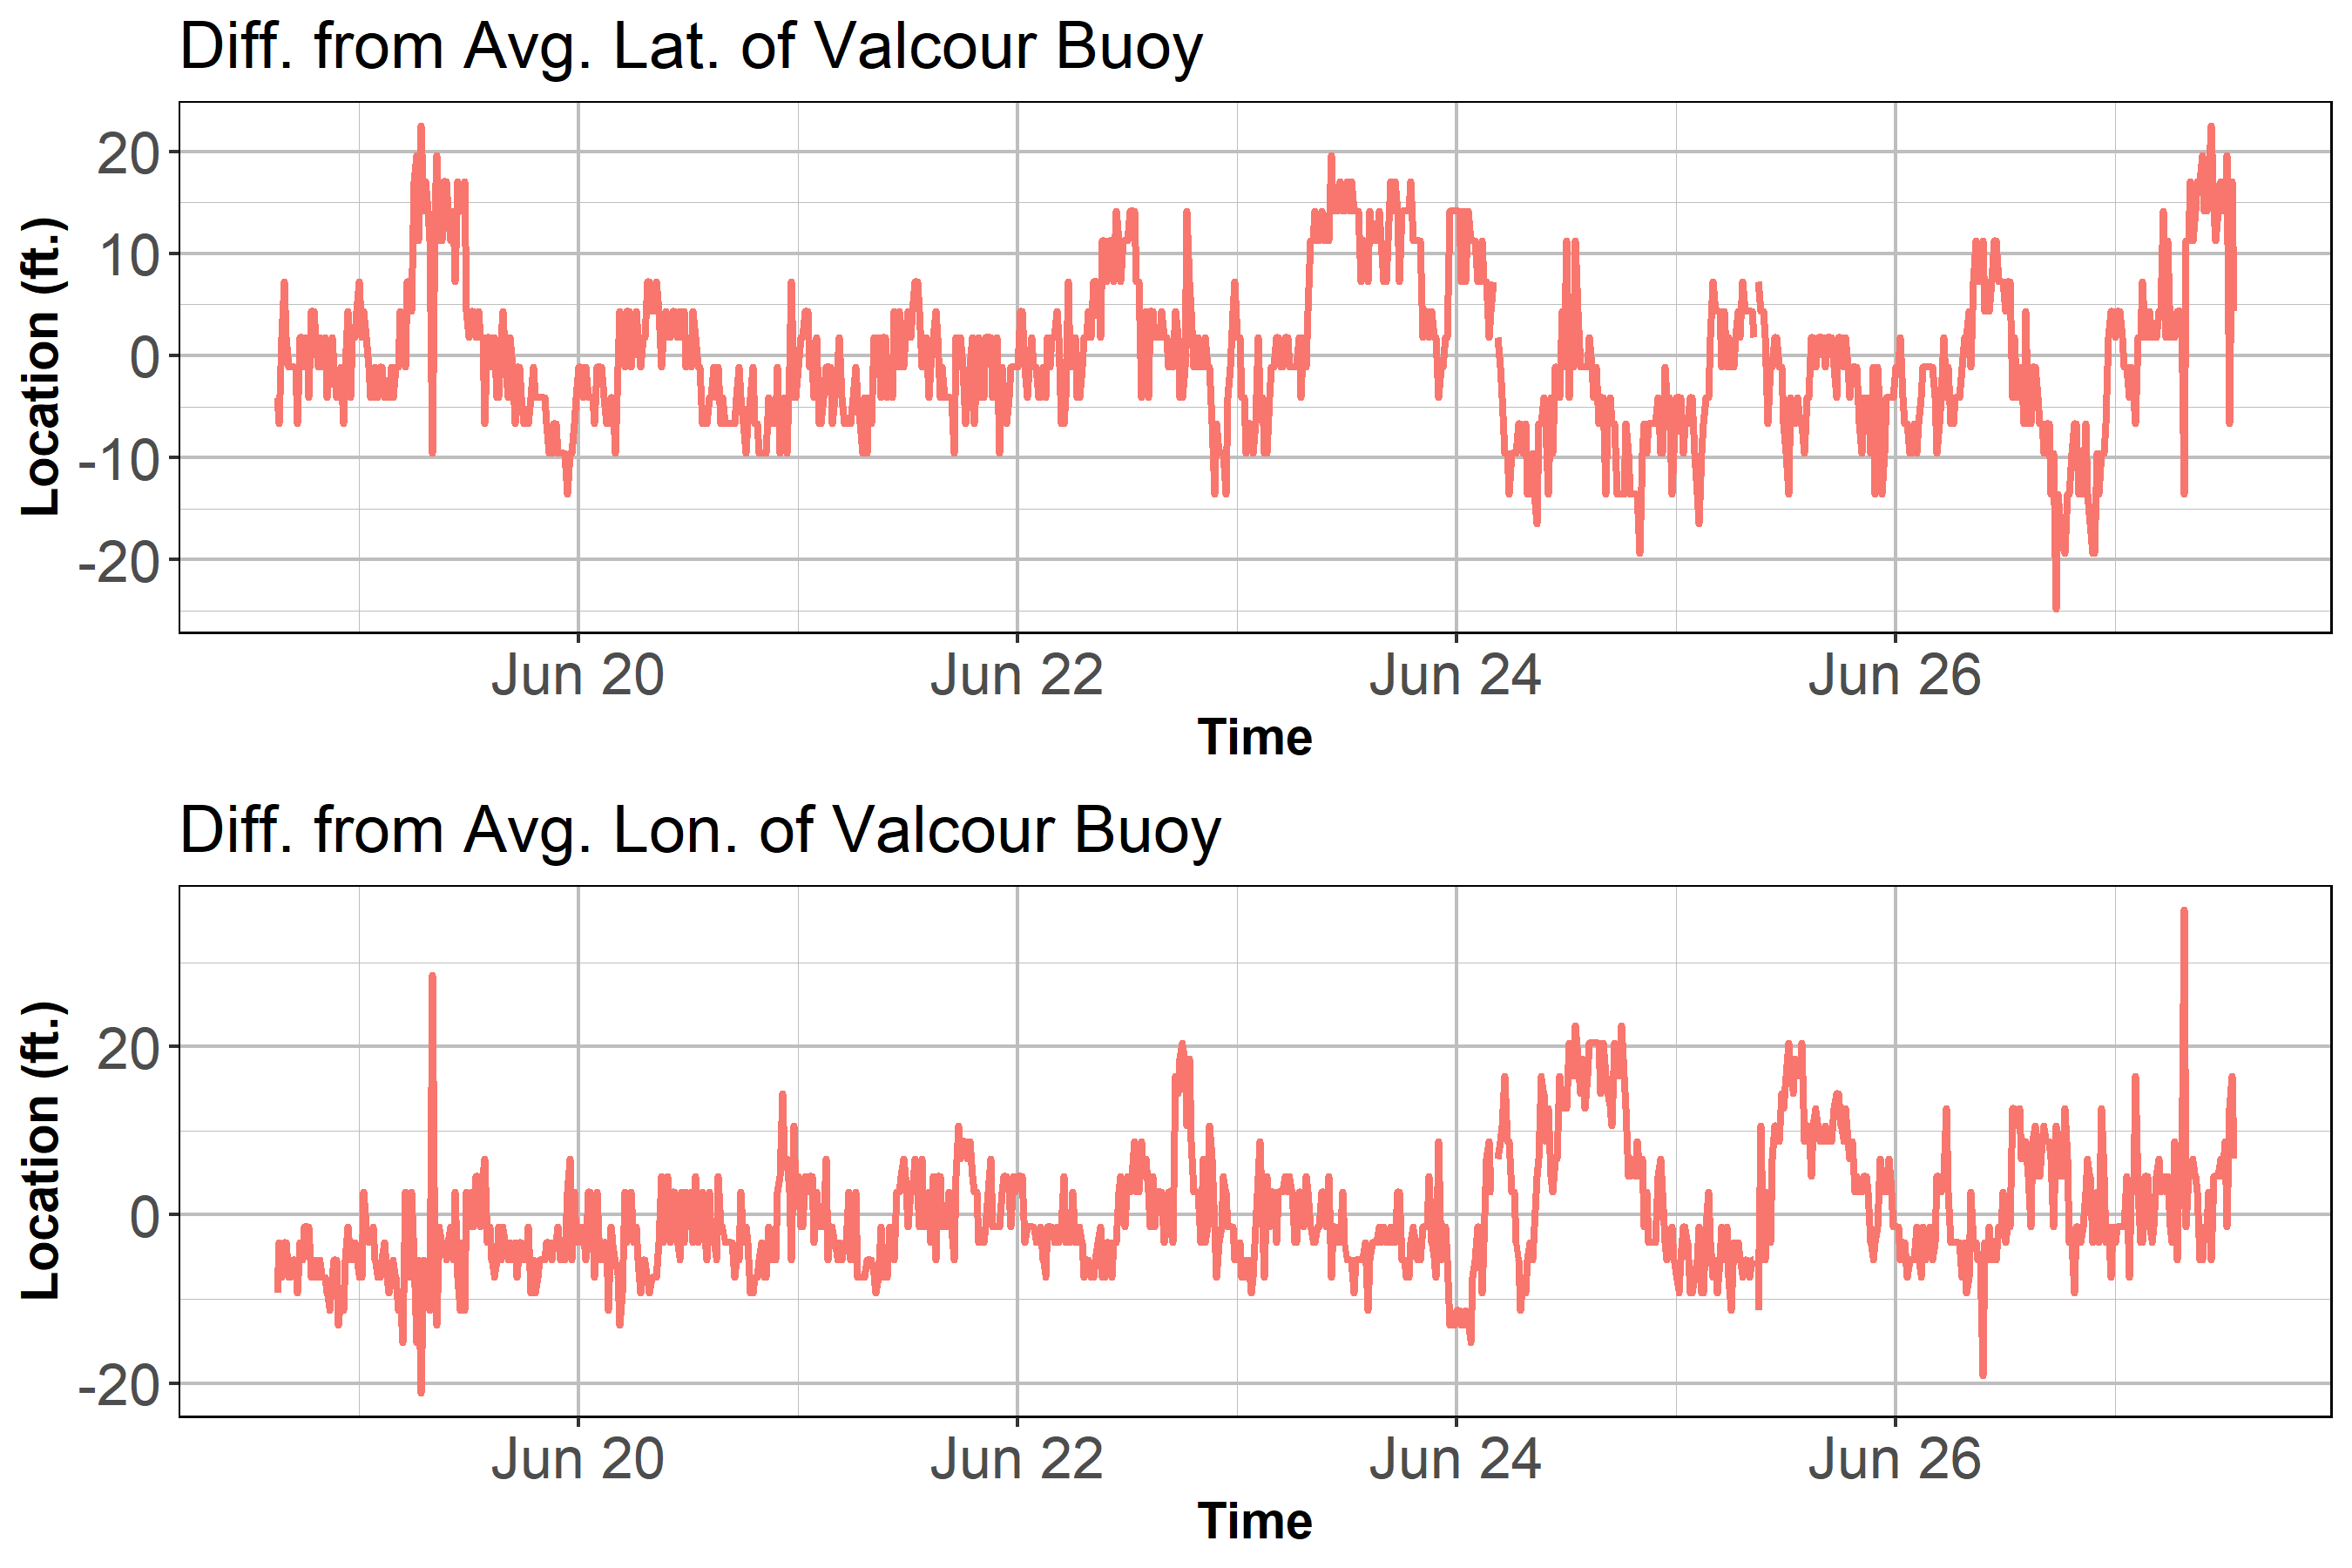 Diff. from Avg. Lat. of Valcour Buoy
Location (ft.)
20
10
0
-10
-20
Jun 20 Jun 22 Jun 24 Jun 26
Time
Diff. from Avg. Lon. of Valcour Buoy
Location (ft.)
20
0
-20
Jun 20 Jun 22 Jun 24 Jun 26
Time